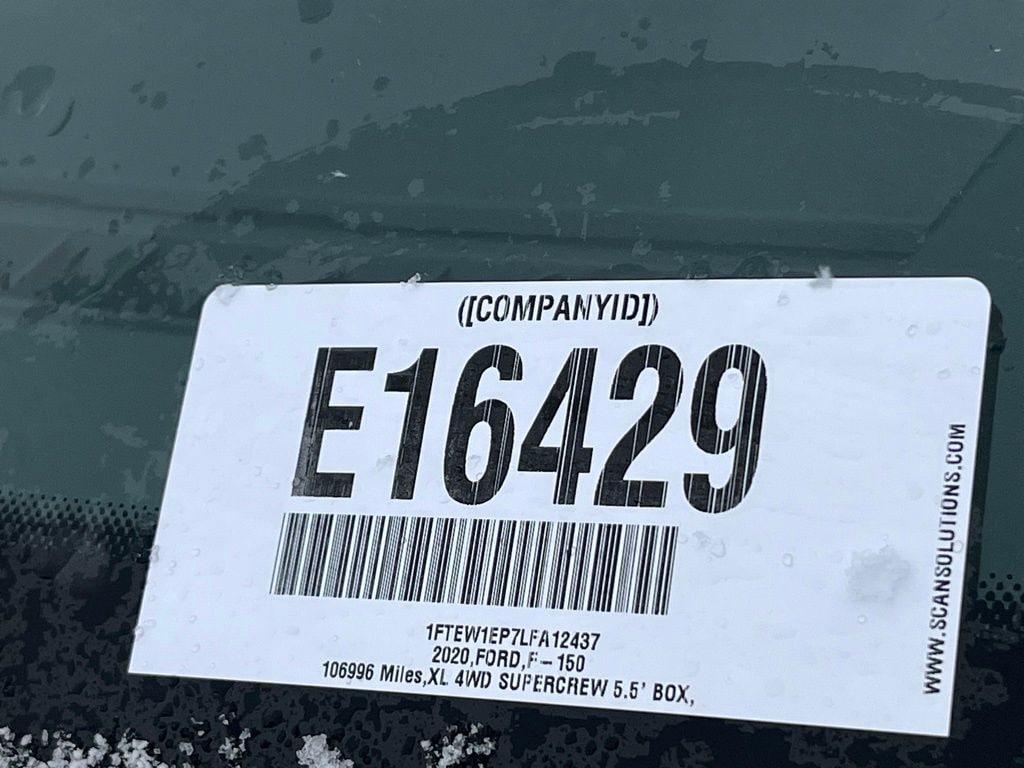 ([COMPANYID])
E16429
1FTEW1EP7LFA12437
2020,FORD,F-150
106996 Miles,XL 4WD SUPERCREW 5.5' BOX,
WWW.SCANSOLUTIONS.COM